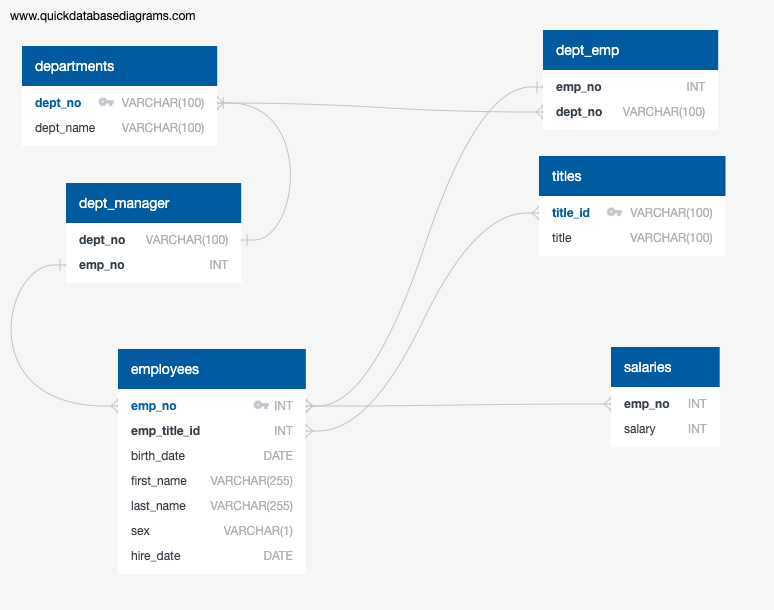 www.quickdatabasediagrams.com
departments
dept_no VARCHAR(100)
dept_name VARCHAR(100)
dept_emp
emp_no INT
dept_no VARCHAR(100)
titles
title_id VARCHAR(100)
title VARCHAR(100)
dept_manager
dept_no VARCHAR(100)
emp_no INT
employees
emp_no INT
emp_title_id INT
birth_date DATE
first_name VARCHAR(255)
last_name VARCHAR(255)
sex VARCHAR(1)
hire_date DATE
salaries
emp_no INT
salary INT